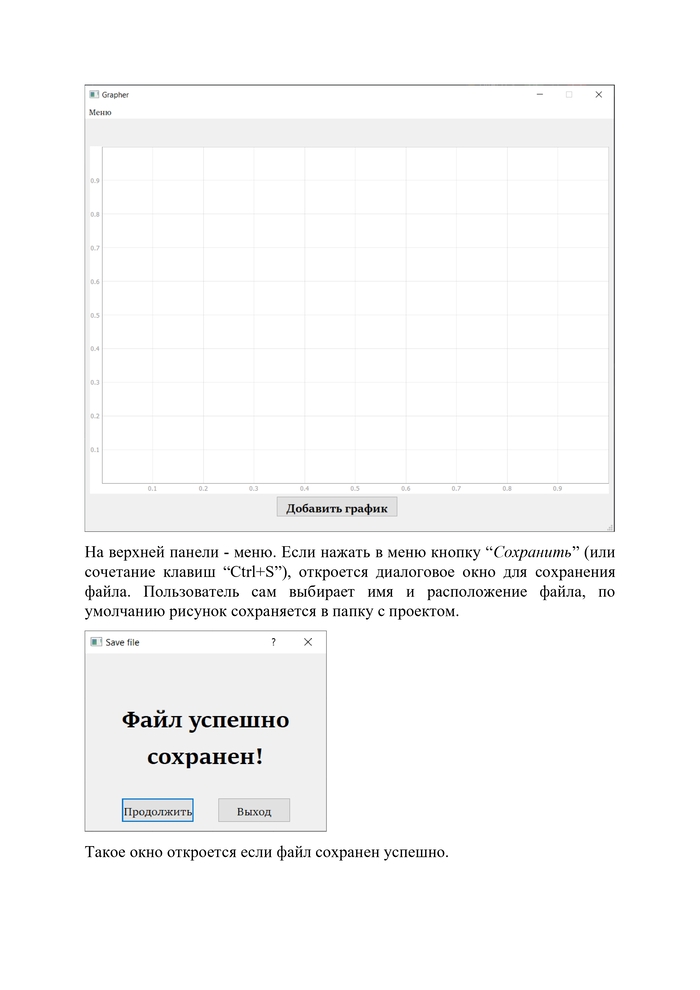 Grapher
Меню
0.9
0.8
0.7
0.6
0.5
0.4
0.3
0.2
0.1
0.1 0.2 0.3 0.4 0.5 0.6 0.7 0.8 0.9
Добавить график
На верхней панели - меню. Если нажать в меню кнопку “Сохранить” (или
сочетание клавиш “Ctrl+S”), откроется диалоговое окно для сохранения
файла. Пользователь сам выбирает имя и расположение файла, по
умолчанию рисунок сохраняется в папку с проектом.
Save file ?
Файл успешно
сохранен!
Продолжить Выход
Такое окно откроется если файл сохранен успешно.